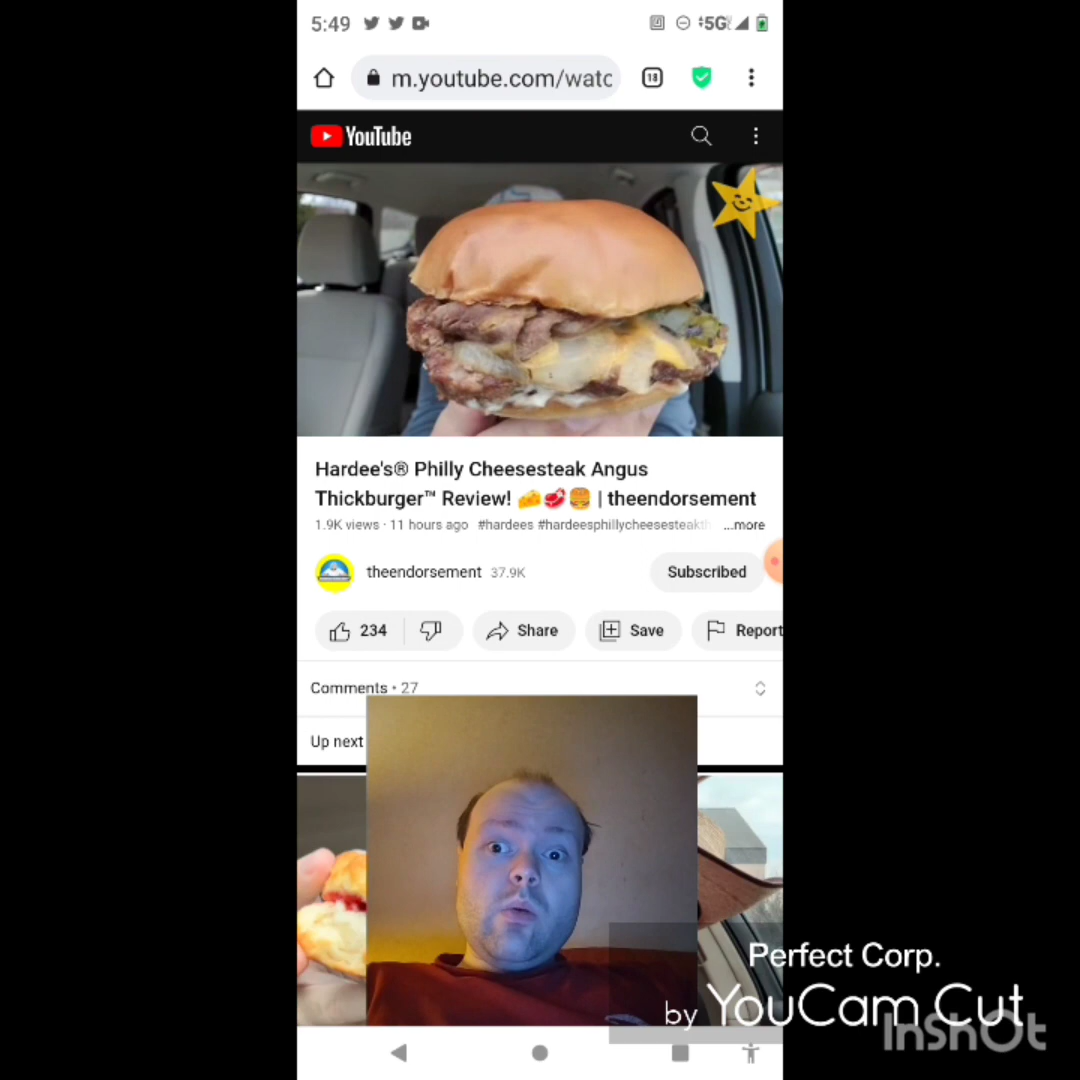 5:49
5G
m.youtube.com/watc
18
YouTube
Hardee's® Philly Cheesesteak Angus
Thickburger™ Review! 🧀🥩🍔 | theendorsement
1.9K views · 11 hours ago #hardees #hardeesphillycheesesteakth ...more
theendorsement 37.9K
Subscribed
234
Share
Save
Report
Comments • 27
Up next
Perfect Corp.
by YouCam Cut
InShOt